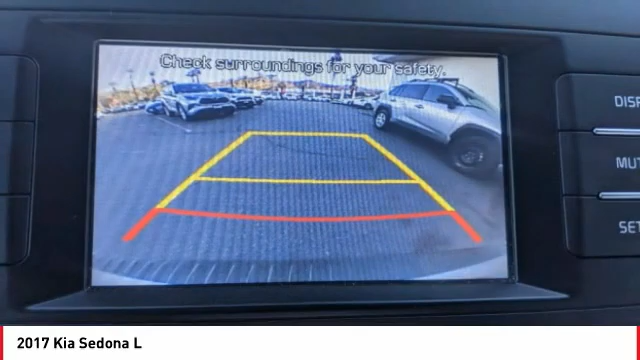 Check surroundings for your safety.
DISP
MUT
SET
2017 Kia Sedona L